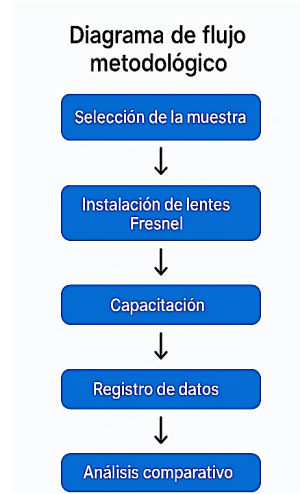 Diagrama de flujo
metodológico
Selección de la muestra
Instalación de lentes
Fresnel
Capacitación
Registro de datos
Análisis comparativo